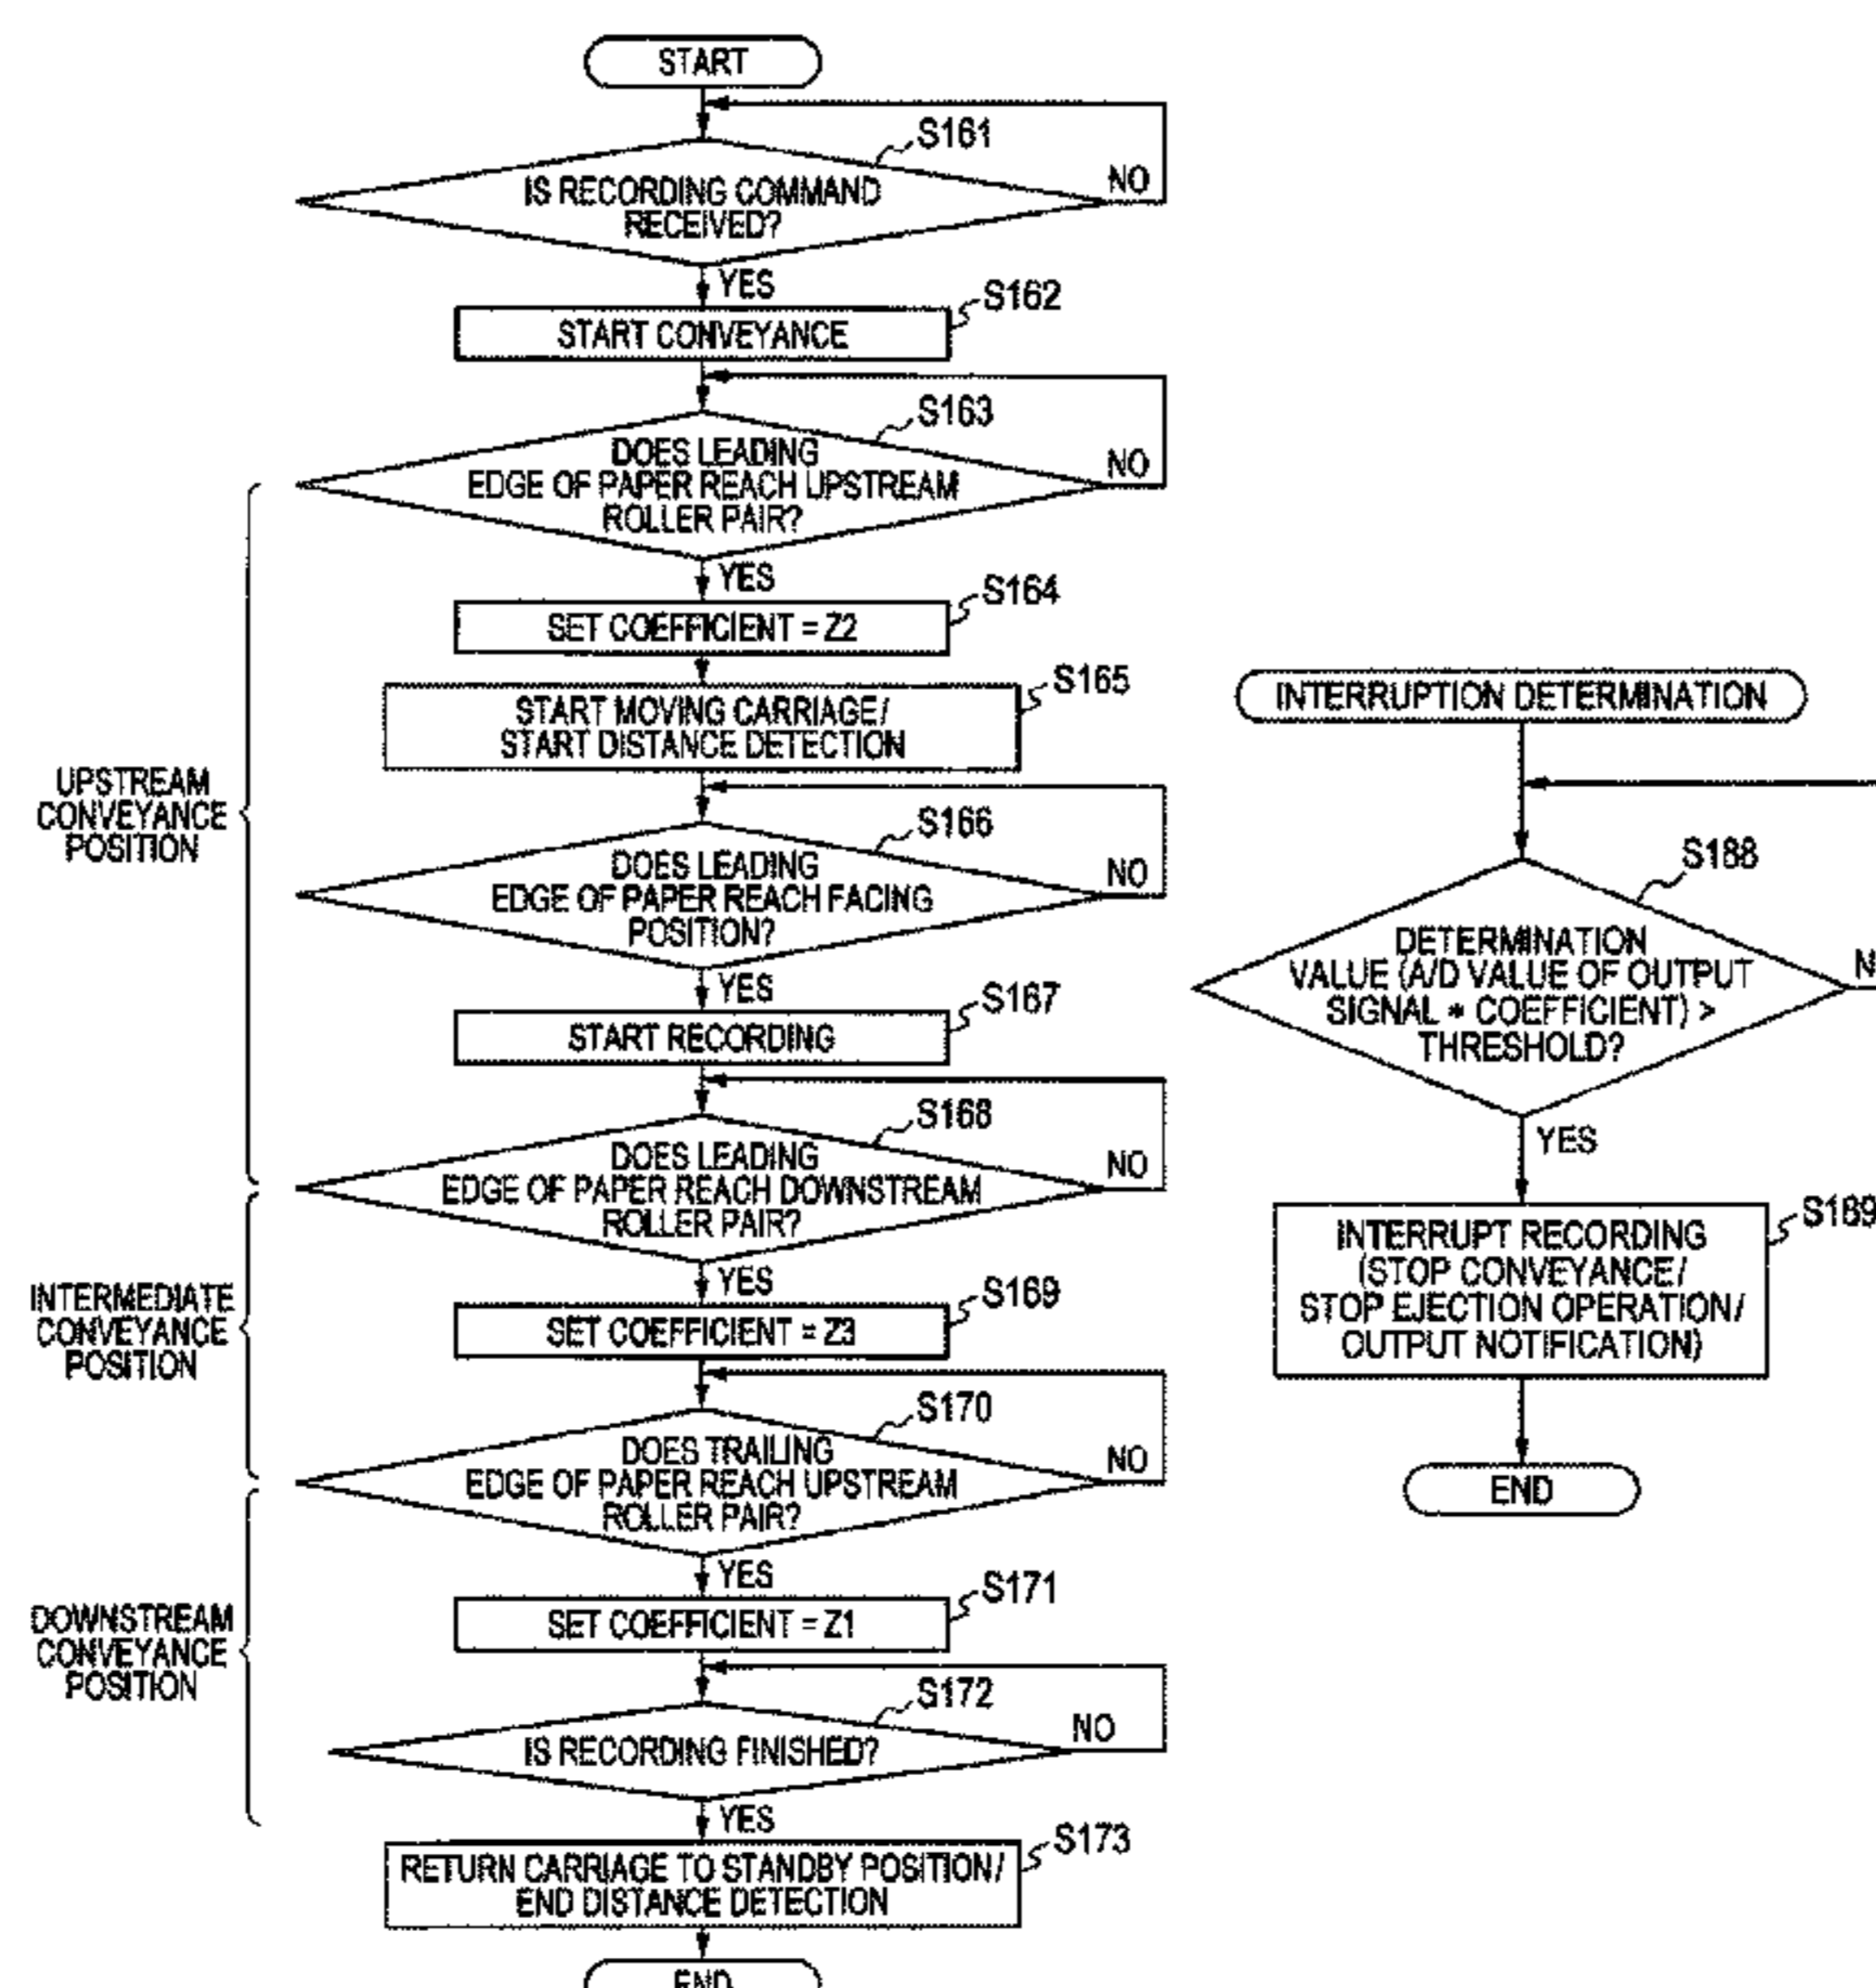 START
S161
IS RECORDING COMMAND
RECEIVED?
NO
YES
S162
START CONVEYANCE
S163
DOES LEADING
EDGE OF PAPER REACH UPSTREAM
ROLLER PAIR?
NO
YES
S164
SET COEFFICIENT = Z2
S165
START MOVING CARRIAGE/
START DISTANCE DETECTION
UPSTREAM
CONVEYANCE
POSITION
S166
DOES LEADING
EDGE OF PAPER REACH FACING
POSITION?
NO
YES
S167
START RECORDING
S168
DOES LEADING
EDGE OF PAPER REACH DOWNSTREAM
ROLLER PAIR?
NO
YES
INTERMEDIATE
CONVEYANCE
POSITION
S169
SET COEFFICIENT = Z3
S170
DOES TRAILING
EDGE OF PAPER REACH UPSTREAM
ROLLER PAIR?
NO
YES
S171
SET COEFFICIENT = Z1
DOWNSTREAM
CONVEYANCE
POSITION
S172
IS RECORDING FINISHED?
NO
YES
S173
RETURN CARRIAGE TO STANDBY POSITION/
END DISTANCE DETECTION
END
INTERRUPTION DETERMINATION
S188
DETERMINATION
VALUE (A/D VALUE OF OUTPUT
SIGNAL * COEFFICIENT) >
THRESHOLD?
YES
S189
INTERRUPT RECORDING
(STOP CONVEYANCE/
STOP EJECTION OPERATION/
OUTPUT NOTIFICATION)
END